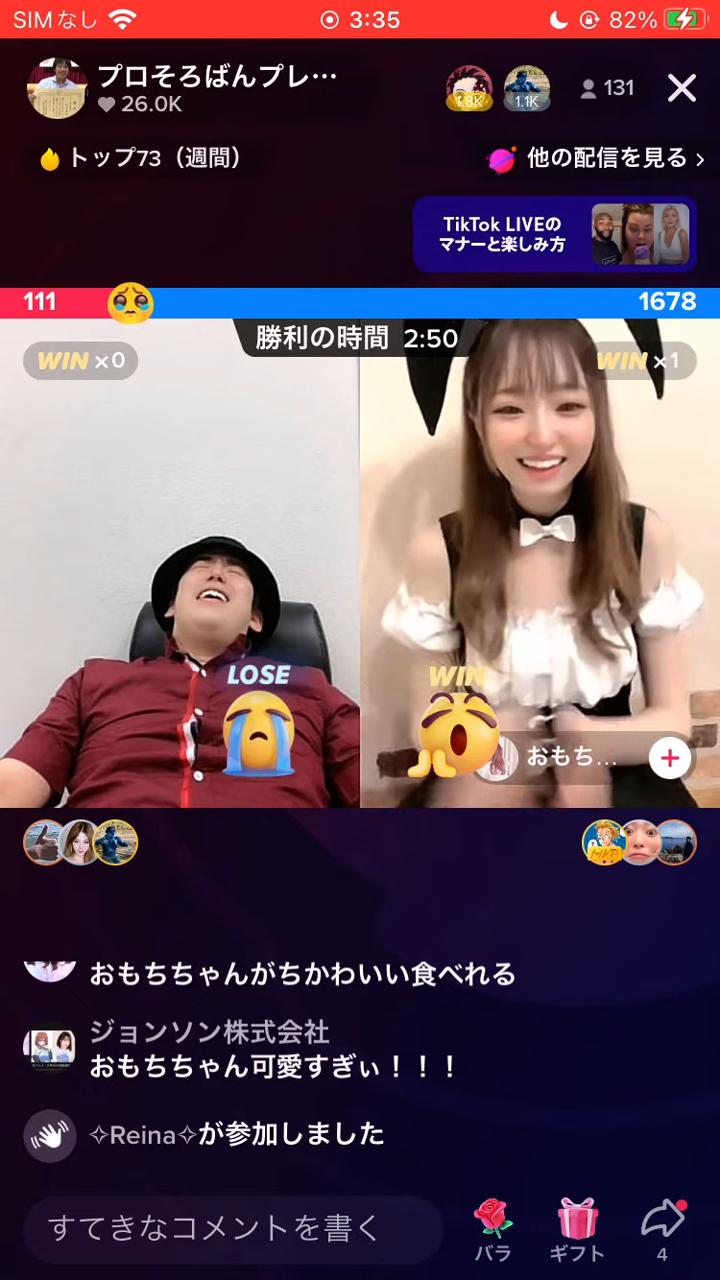 SIMなし
3:35
82%
プロそろばんプレ…
26.0K
1.8K
1.1K
131
トップ73（週間）
他の配信を見る
TikTok LIVEの
マナーと楽しみ方
111
1678
勝利の時間 2:50
WIN ×0
WIN ×1
LOSE
WIN
おもち…
おもちちゃんがちかわいい食べれる
ジョンソン株式会社
おもちちゃん可愛すぎぃ！！！
✧Reina✧が参加しました
すてきなコメントを書く
バラ
ギフト
4